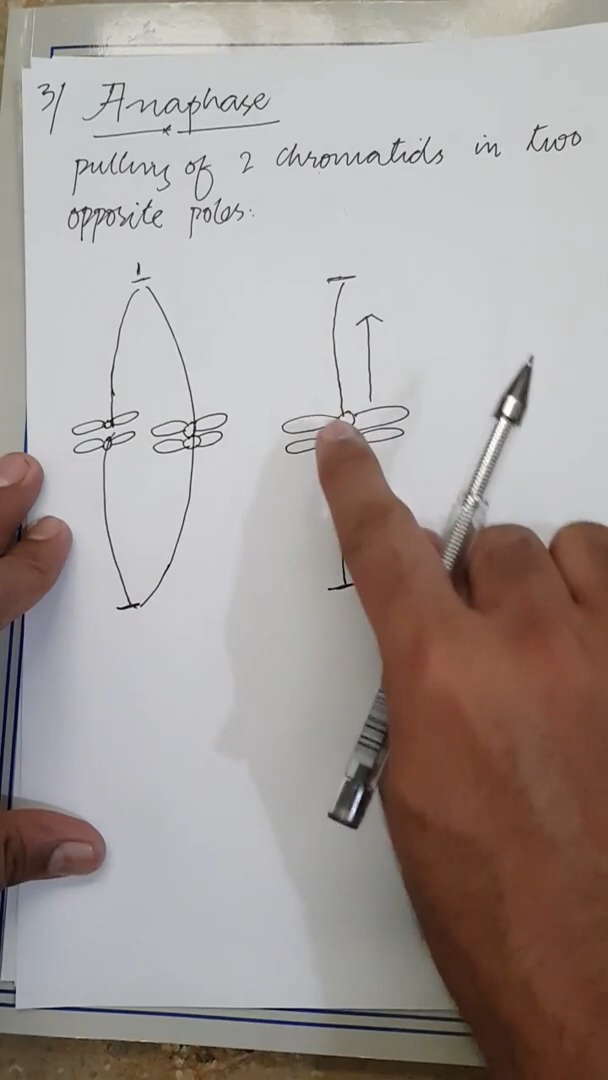 3/ Anaphase
pulling of 2 chromatids in two
opposite poles.